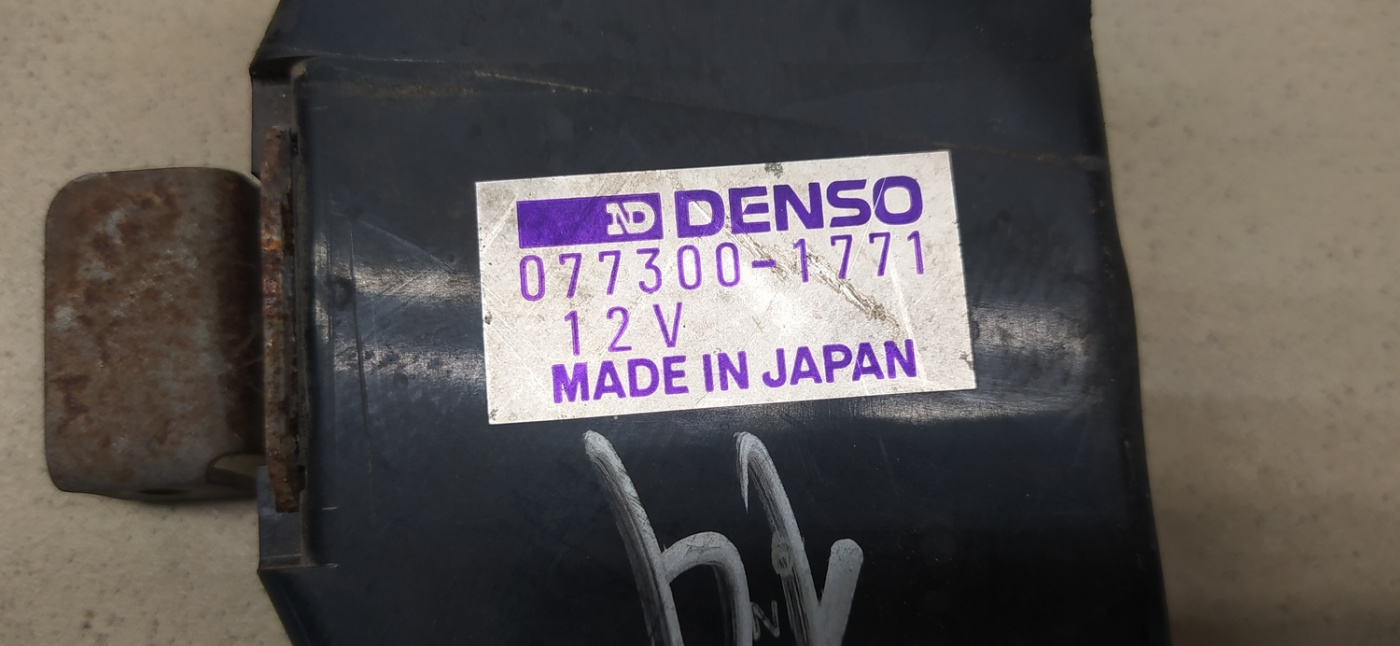 ND DENSO
077300-1771
12V
MADE IN JAPAN